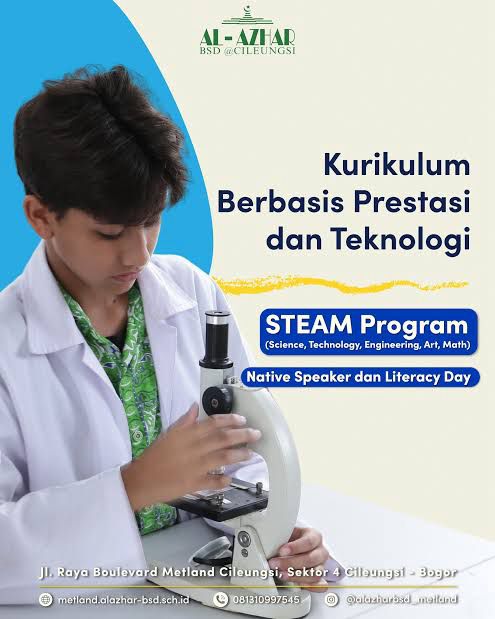 AL-AZHAR
BSD @CILEUNGSI
Kurikulum
Berbasis Prestasi
dan Teknologi
STEAM Program
(Science, Technology, Engineering, Art, Math)
Native Speaker dan Literacy Day
Jl. Raya Boulevard Metland Cileungsi, Sektor 4 Cileungsi - Bogor
metland.alazhar-bsd.sch.id 081310997545 @alazharbsd_metland